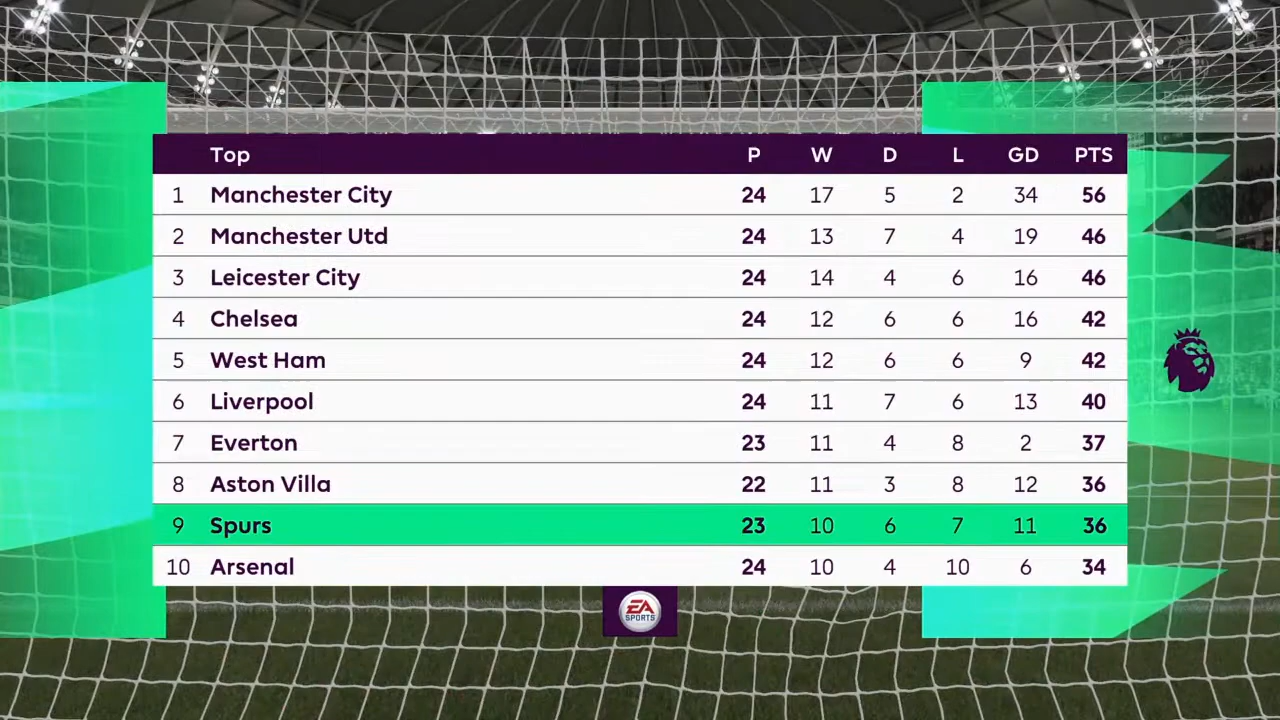 Top P W D L GD PTS
1 Manchester City 24 17 5 2 34 56
2 Manchester Utd 24 13 7 4 19 46
3 Leicester City 24 14 4 6 16 46
4 Chelsea 24 12 6 6 16 42
5 West Ham 24 12 6 6 9 42
6 Liverpool 24 11 7 6 13 40
7 Everton 23 11 4 8 2 37
8 Aston Villa 22 11 3 8 12 36
9 Spurs 23 10 6 7 11 36
10 Arsenal 24 10 4 10 6 34
EA
SPORTS